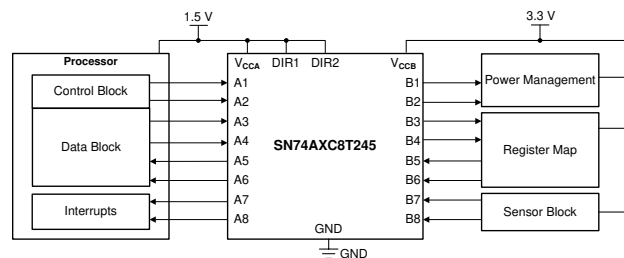 1.5 V
3.3 V
Processor
VCCA DIR1 DIR2 VCCB
Control Block
A1
A2
Data Block
A3
A4
A5
A6
Interrupts
A7
A8
SN74AXC8T245
GND
GND
B1
B2
B3
B4
B5
B6
B7
B8
Power Management
Register Map
Sensor Block